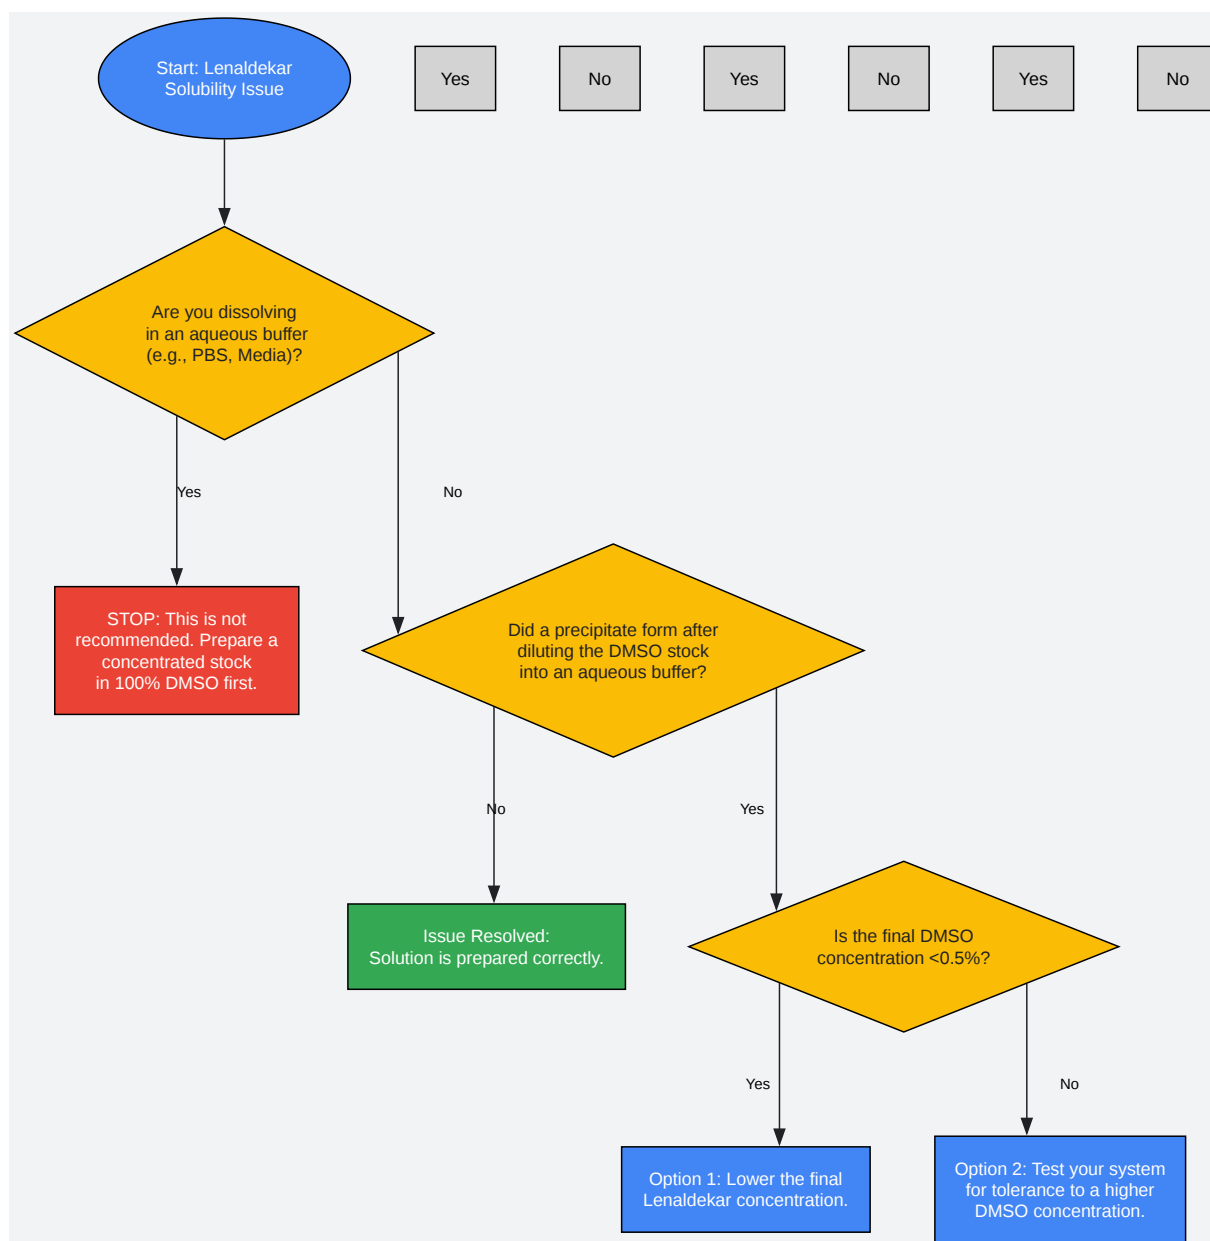 Start: Lenaldekar
Solubility Issue
Yes
No
Yes
No
Yes
No
Are you dissolving
in an aqueous buffer
(e.g., PBS, Media)?
Yes
No
STOP: This is not
recommended. Prepare a
concentrated stock
in 100% DMSO first.
Did a precipitate form after
diluting the DMSO stock
into an aqueous buffer?
No
Yes
Issue Resolved:
Solution is prepared correctly.
Is the final DMSO
concentration <0.5%?
Yes
No
Option 1: Lower the final
Lenaldekar concentration.
Option 2: Test your system
for tolerance to a higher
DMSO concentration.